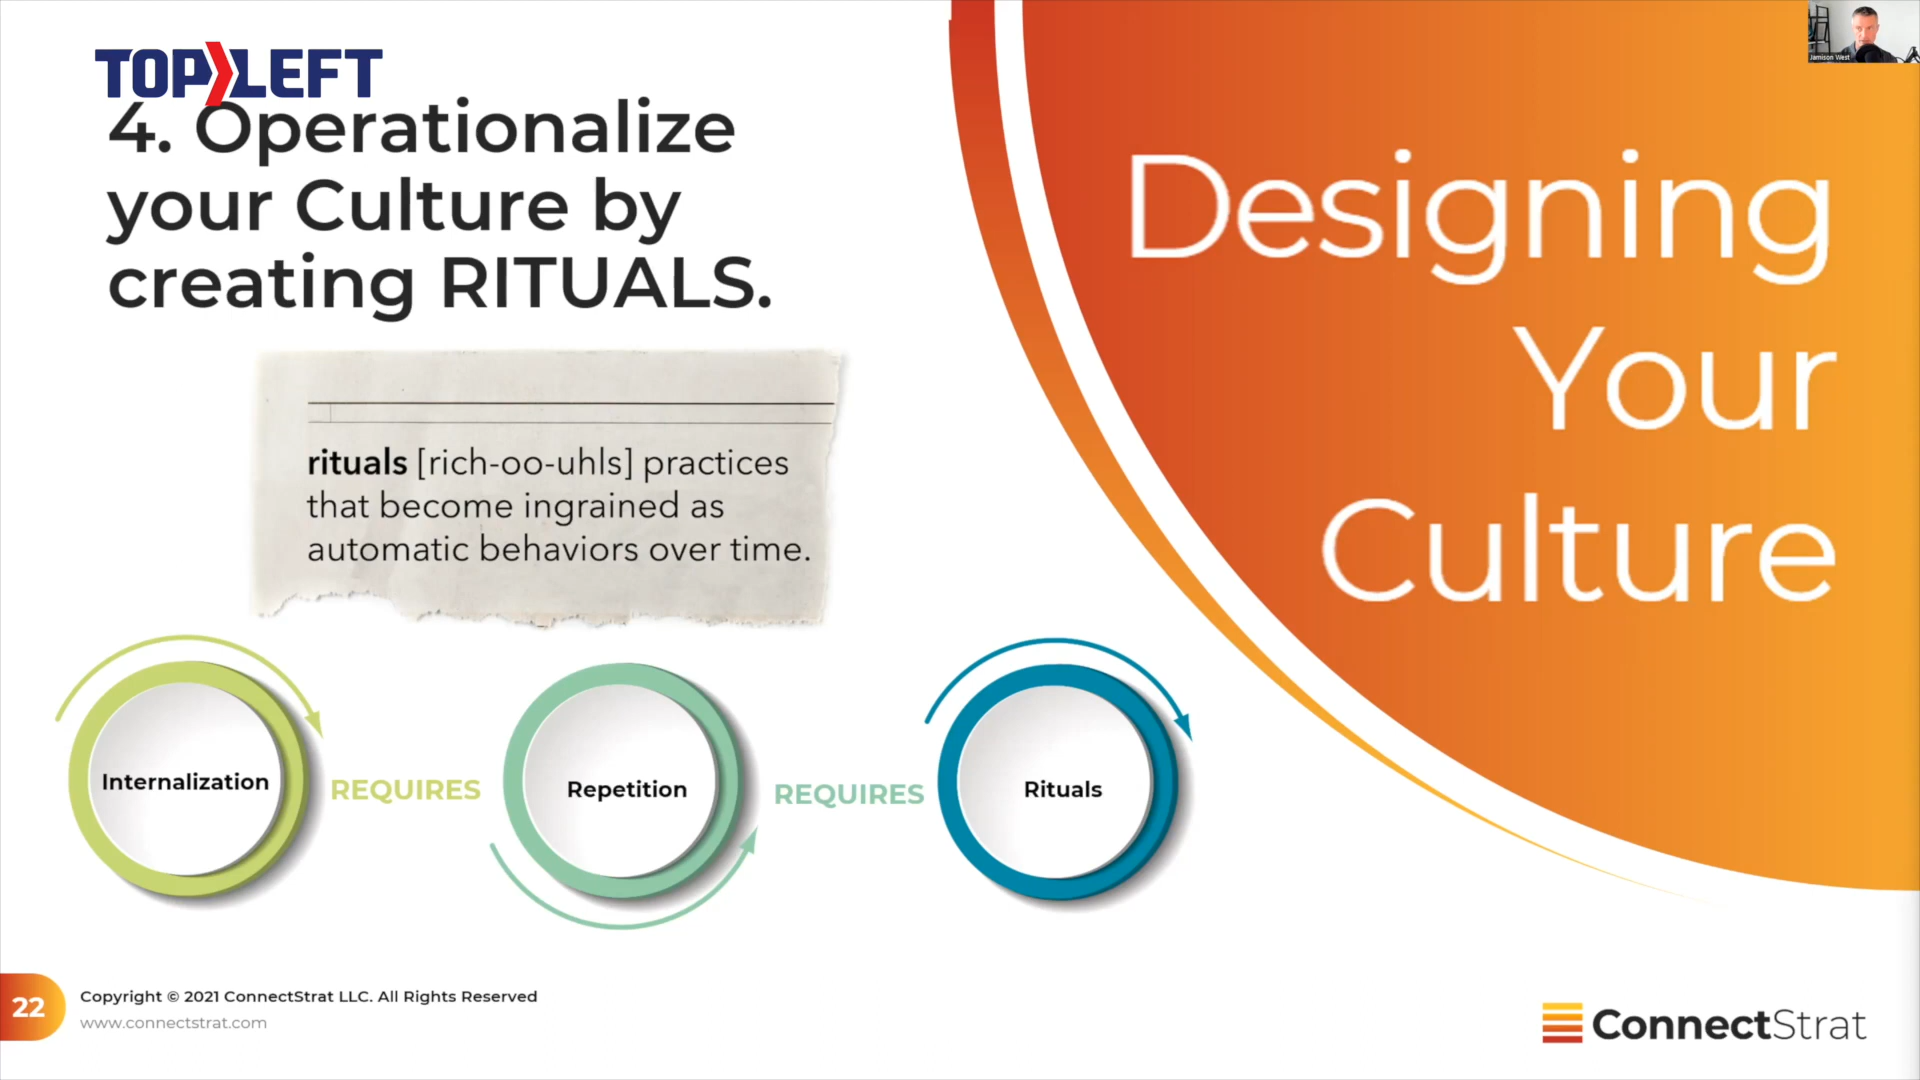 TOP LEFT
4. Operationalize
your Culture by
creating RITUALS.
rituals [rich-oo-uhls] practices
that become ingrained as
automatic behaviors over time.
Internalization
REQUIRES
Repetition
REQUIRES
Rituals
Designing
Your
Culture
Jamison West
22
Copyright © 2021 ConnectStrat LLC. All Rights Reserved
www.connectstrat.com
ConnectStrat